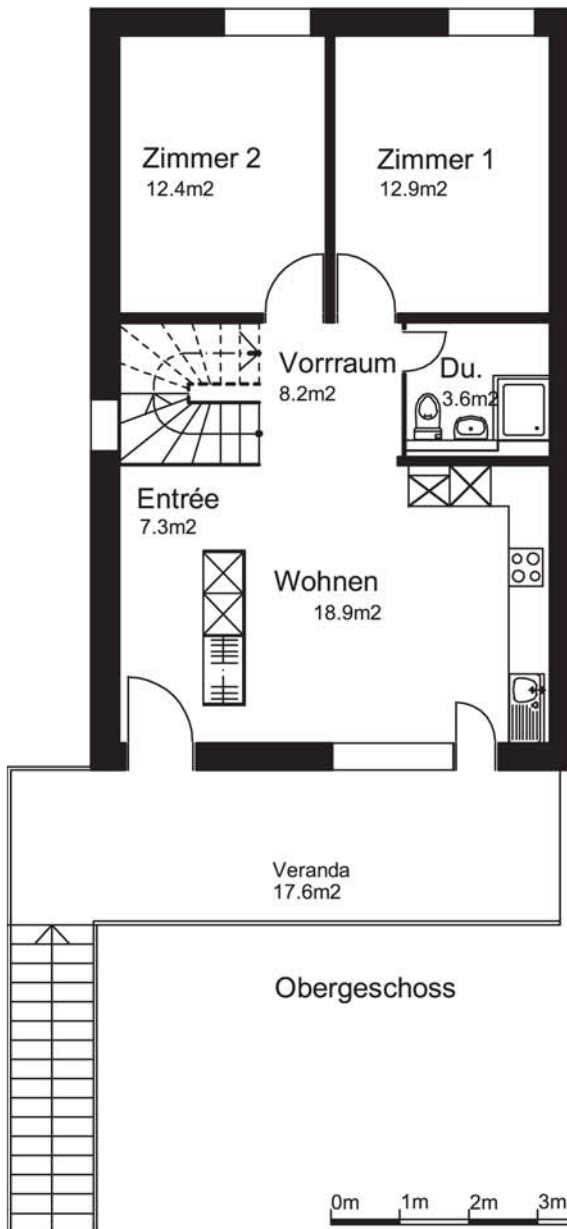 Zimmer 2
12.4m2
Zimmer 1
12.9m2
Vorrraum
8.2m2
Du.
3.6m2
Entrée
7.3m2
Wohnen
18.9m2
Veranda
17.6m2
Obergeschoss
0m 1m 2m 3m